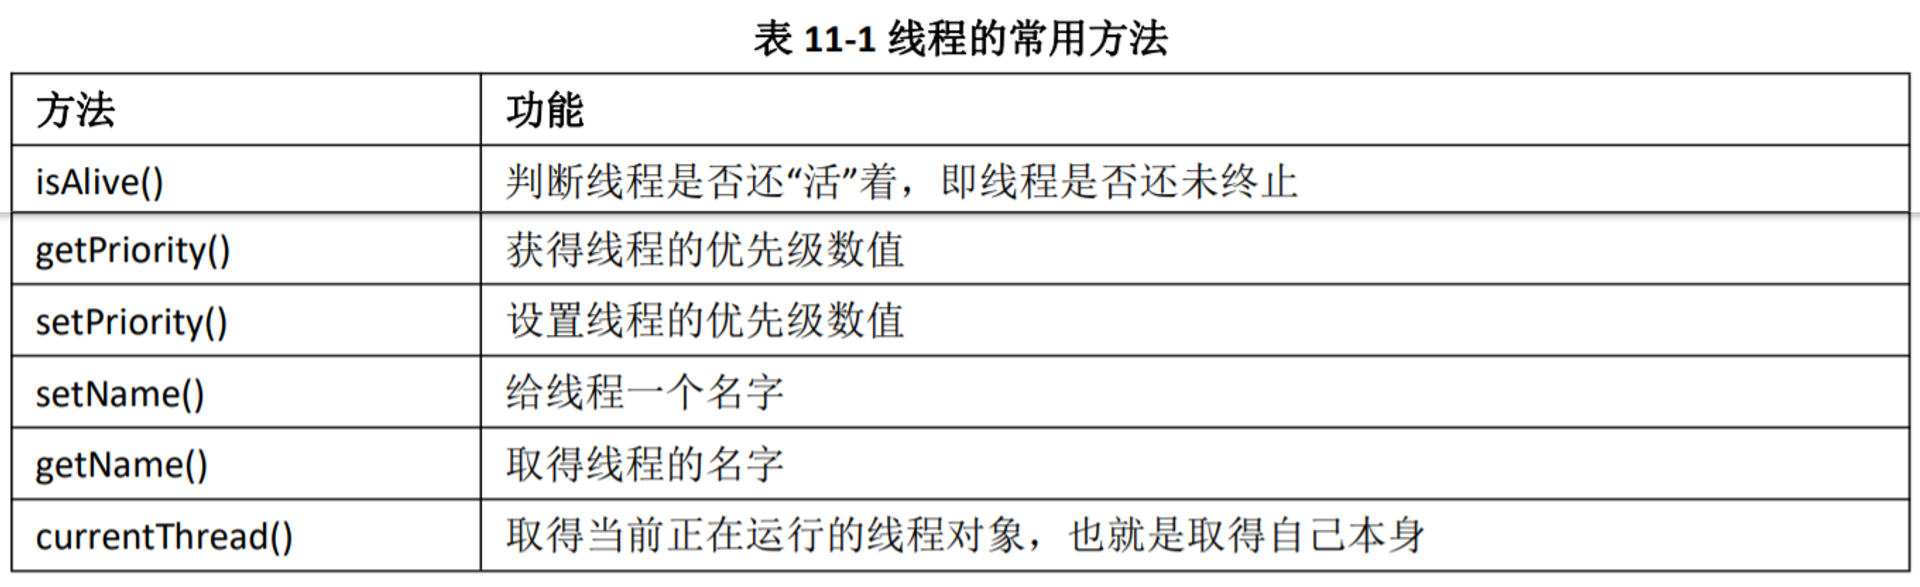 表 11-1 线程的常用方法
方法 功能
isAlive() 判断线程是否还“活”着，即线程是否还未终止
getPriority() 获得线程的优先级数值
setPriority() 设置线程的优先级数值
setName() 给线程一个名字
getName() 取得线程的名字
currentThread() 取得当前正在运行的线程对象，也就是取得自己本身